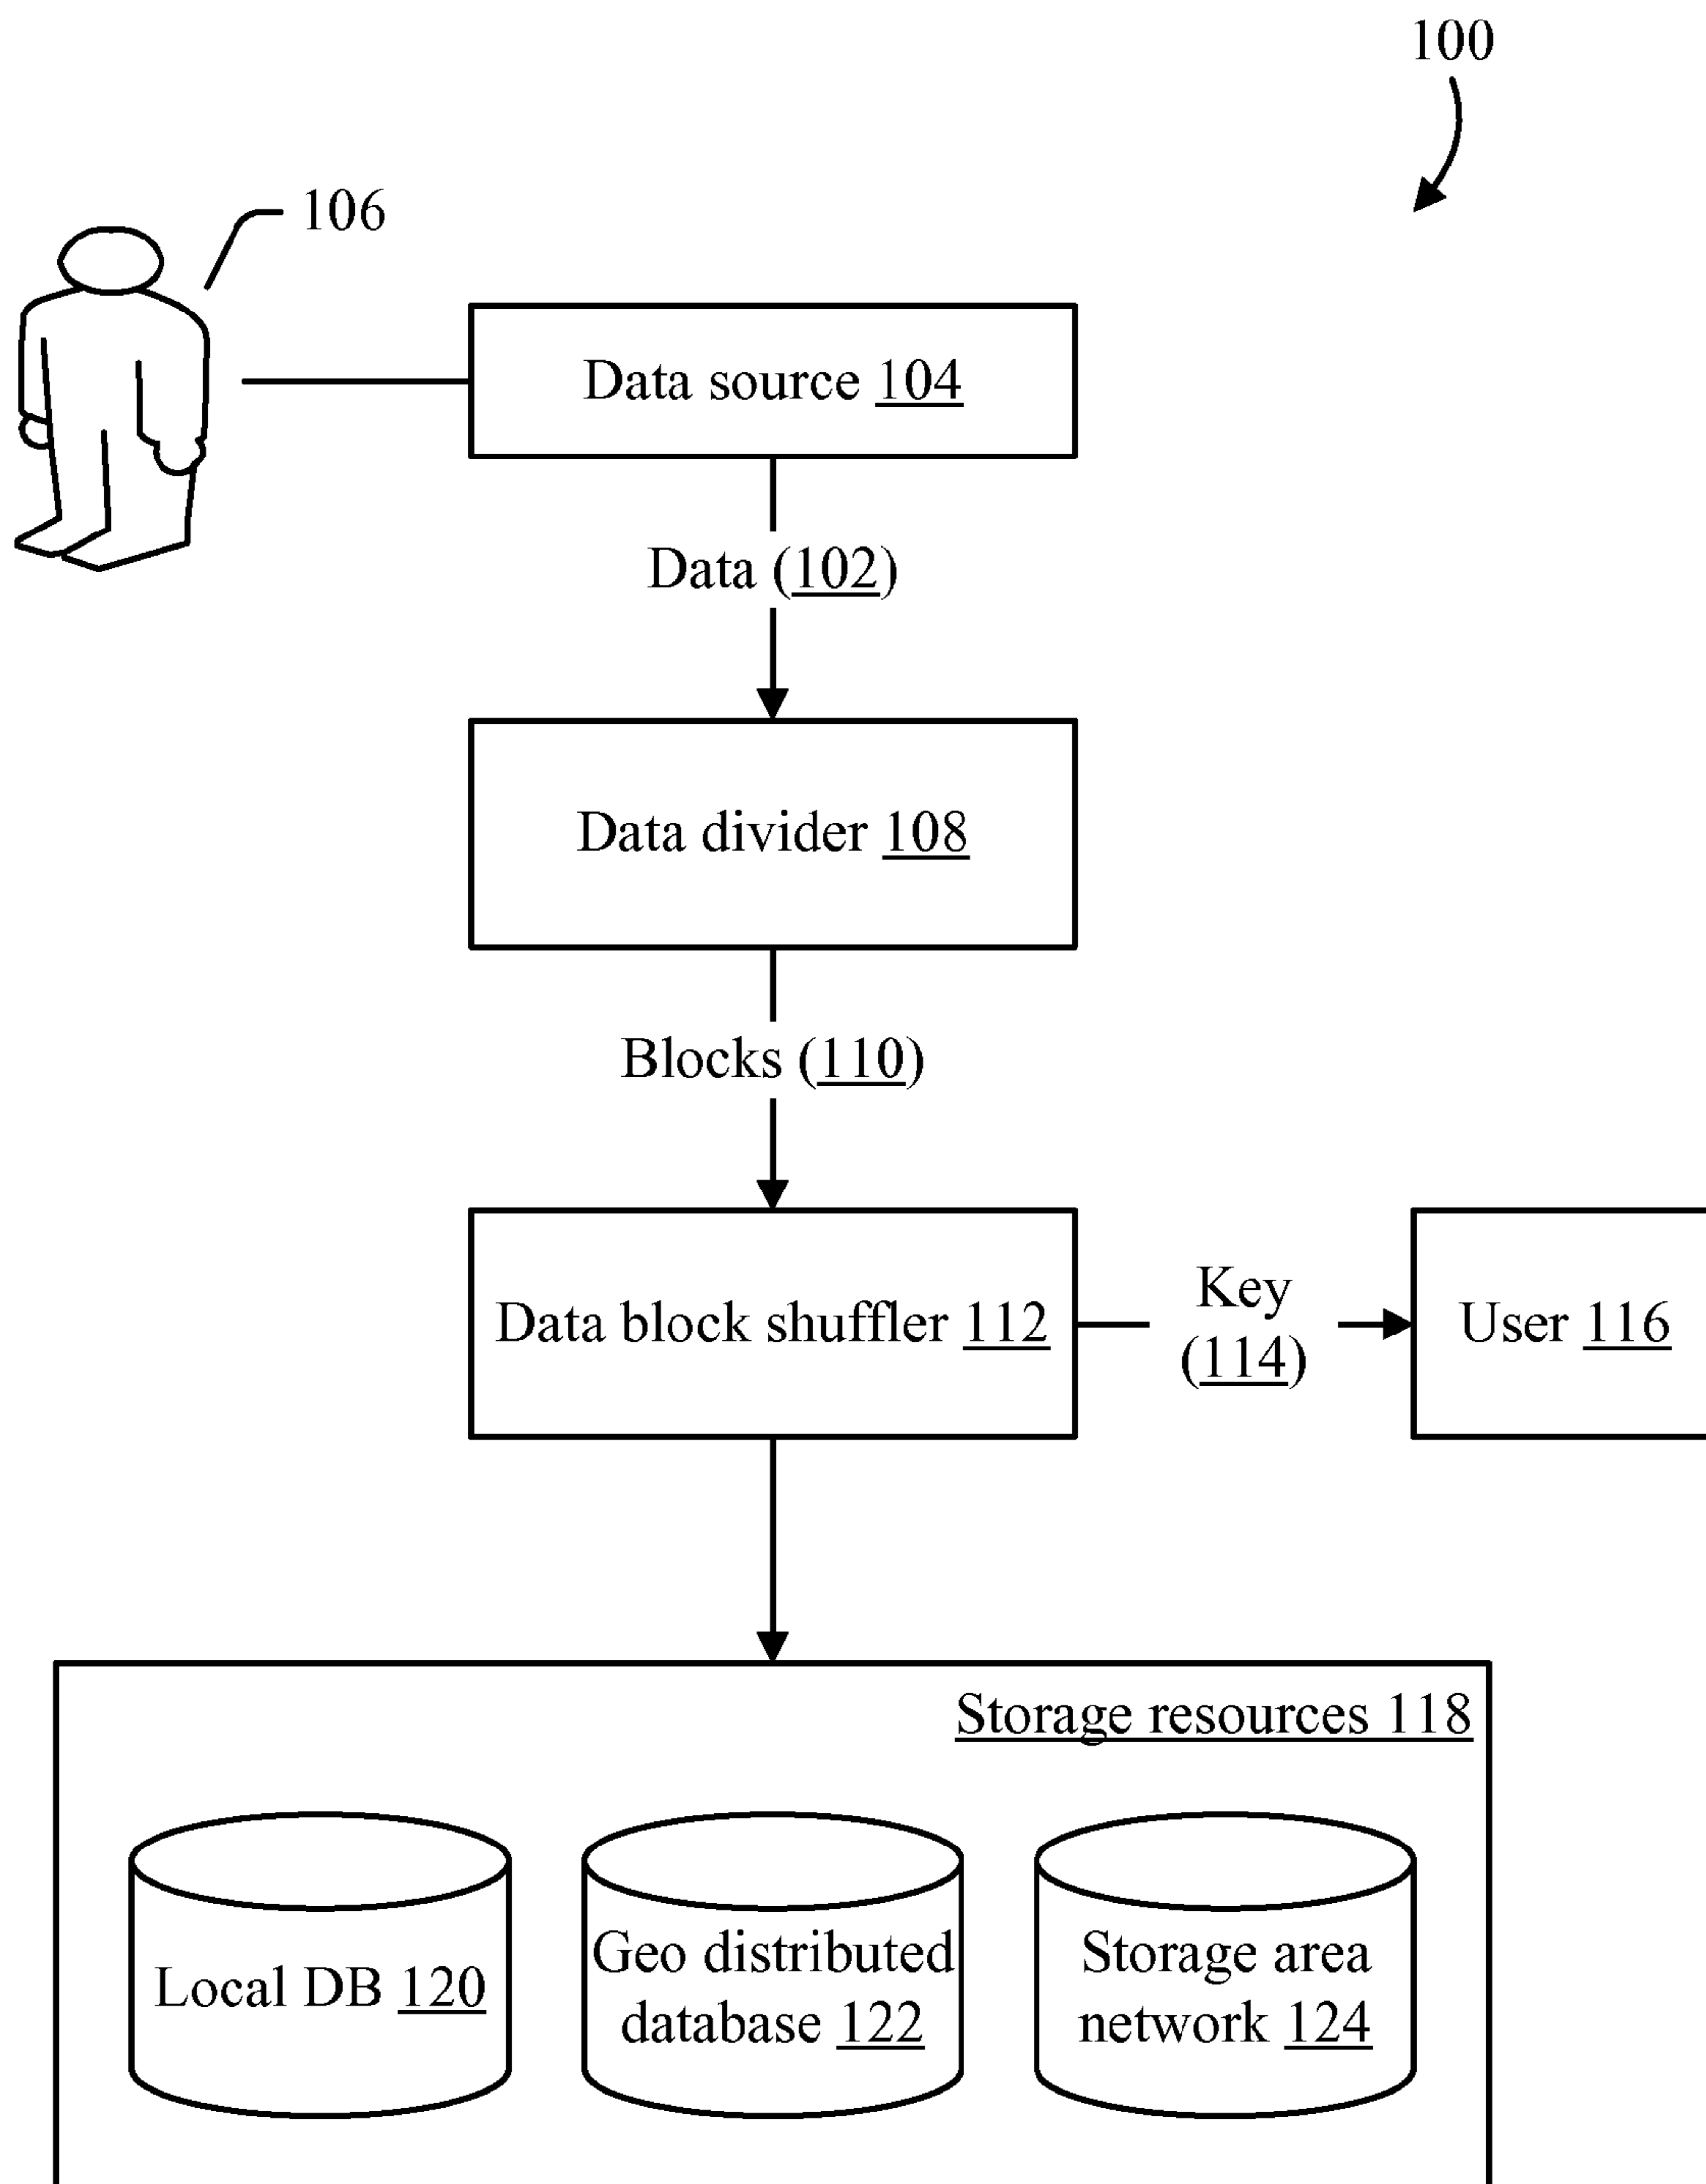 100
106
Data source 104
Data (102)
Data divider 108
Blocks (110)
Data block shuffler 112
Key
(114)
User 116
Storage resources 118
Local DB 120
Geo distributed
database 122
Storage area
network 124